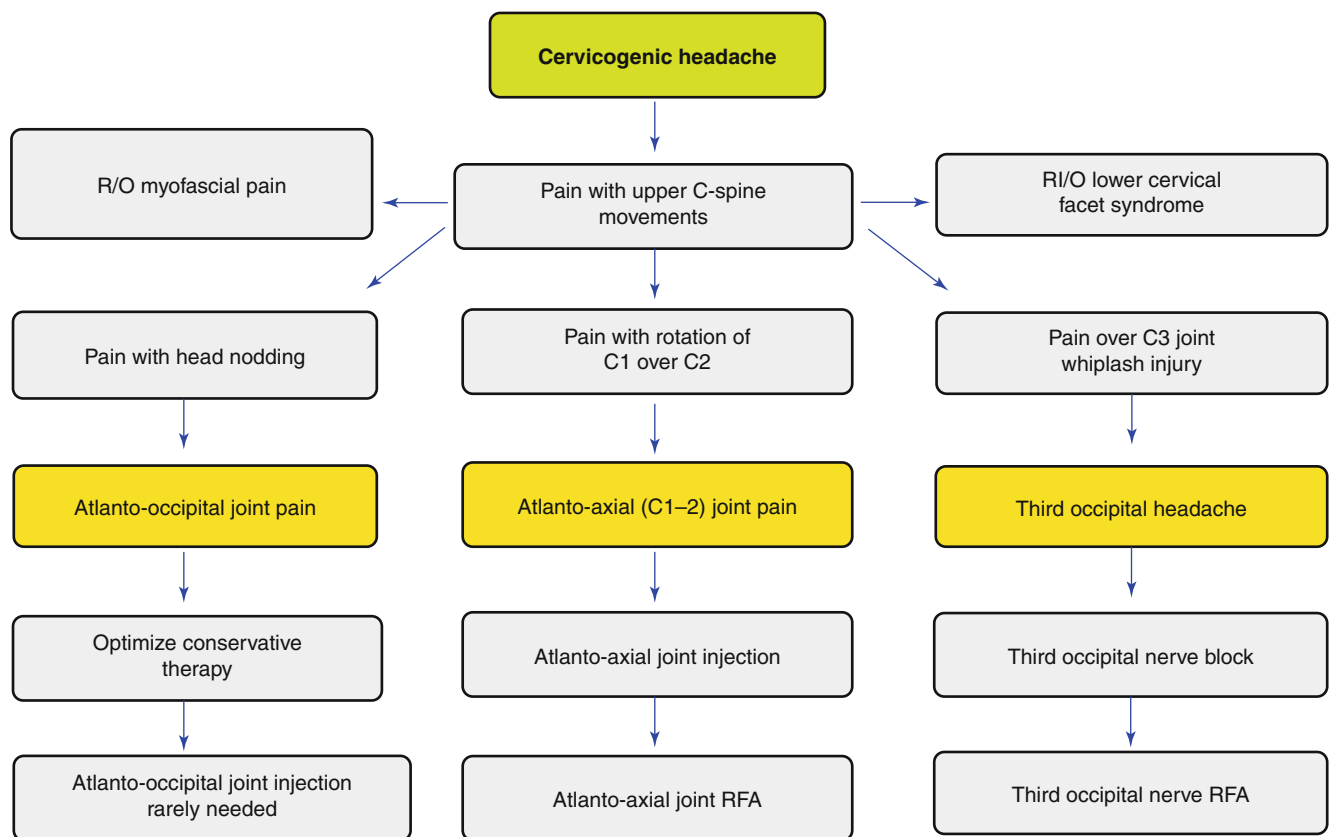 Cervicogenic headache
R/O myofascial pain
Pain with upper C-spine
movements
RI/O lower cervical
facet syndrome
Pain with head nodding
Pain with rotation of
C1 over C2
Pain over C3 joint
whiplash injury
Atlanto-occipital joint pain
Atlanto-axial (C1–2) joint pain
Third occipital headache
Optimize conservative
therapy
Atlanto-axial joint injection
Third occipital nerve block
Atlanto-occipital joint injection
rarely needed
Atlanto-axial joint RFA
Third occipital nerve RFA